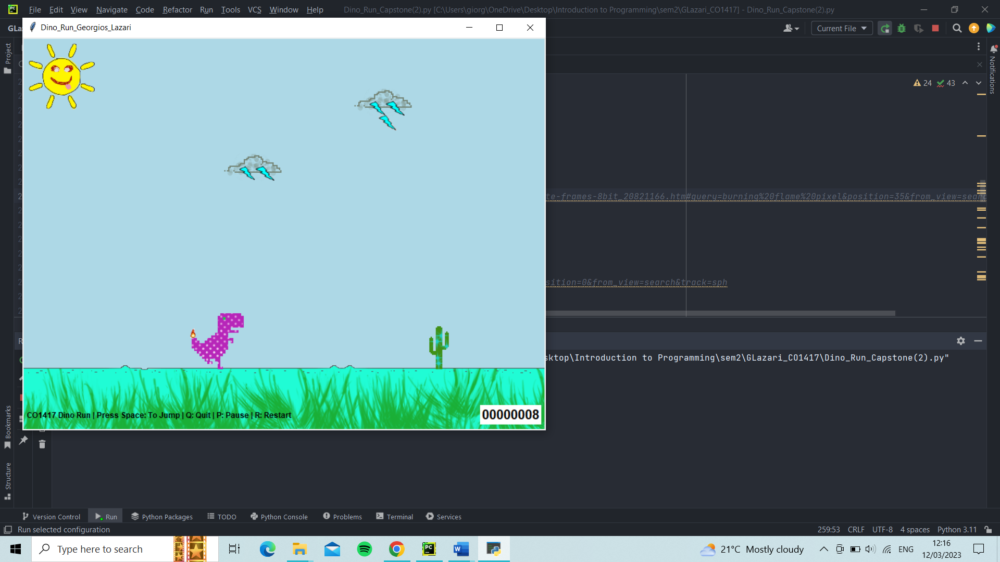 PC File Edit View Navigate Code Refactor Run Tools VCS Window Help Dino_Run_Capstone(2).py [C:\Users\giorg\OneDrive\Desktop\Introduction to Programming\sem2\GLazari_CO1417] - Dino_Run_Capstone(2).py
GLa
Dino_Run_Georgios_Lazari
Current File
Project
Notifications
24 43
te-frames-8bit_20821166.htm#query=burning%20flame%20pixel&position=35&from_view=sear
sition=0&from_view=search&track=sph
R
sktop\Introduction to Programming\sem2\GLazari_CO1417\Dino_Run_Capstone(2).py"
CO1417 Dino Run | Press Space: To Jump | Q: Quit | P: Pause | R: Restart
00000008
Bookmarks
Structure
Version Control Run Python Packages TODO Python Console Problems Terminal Services
Run selected configuration 259:53 CRLF UTF-8 4 spaces Python 3.11
Type here to search
PC
W
21°C Mostly cloudy
ENG
12:16
12/03/2023